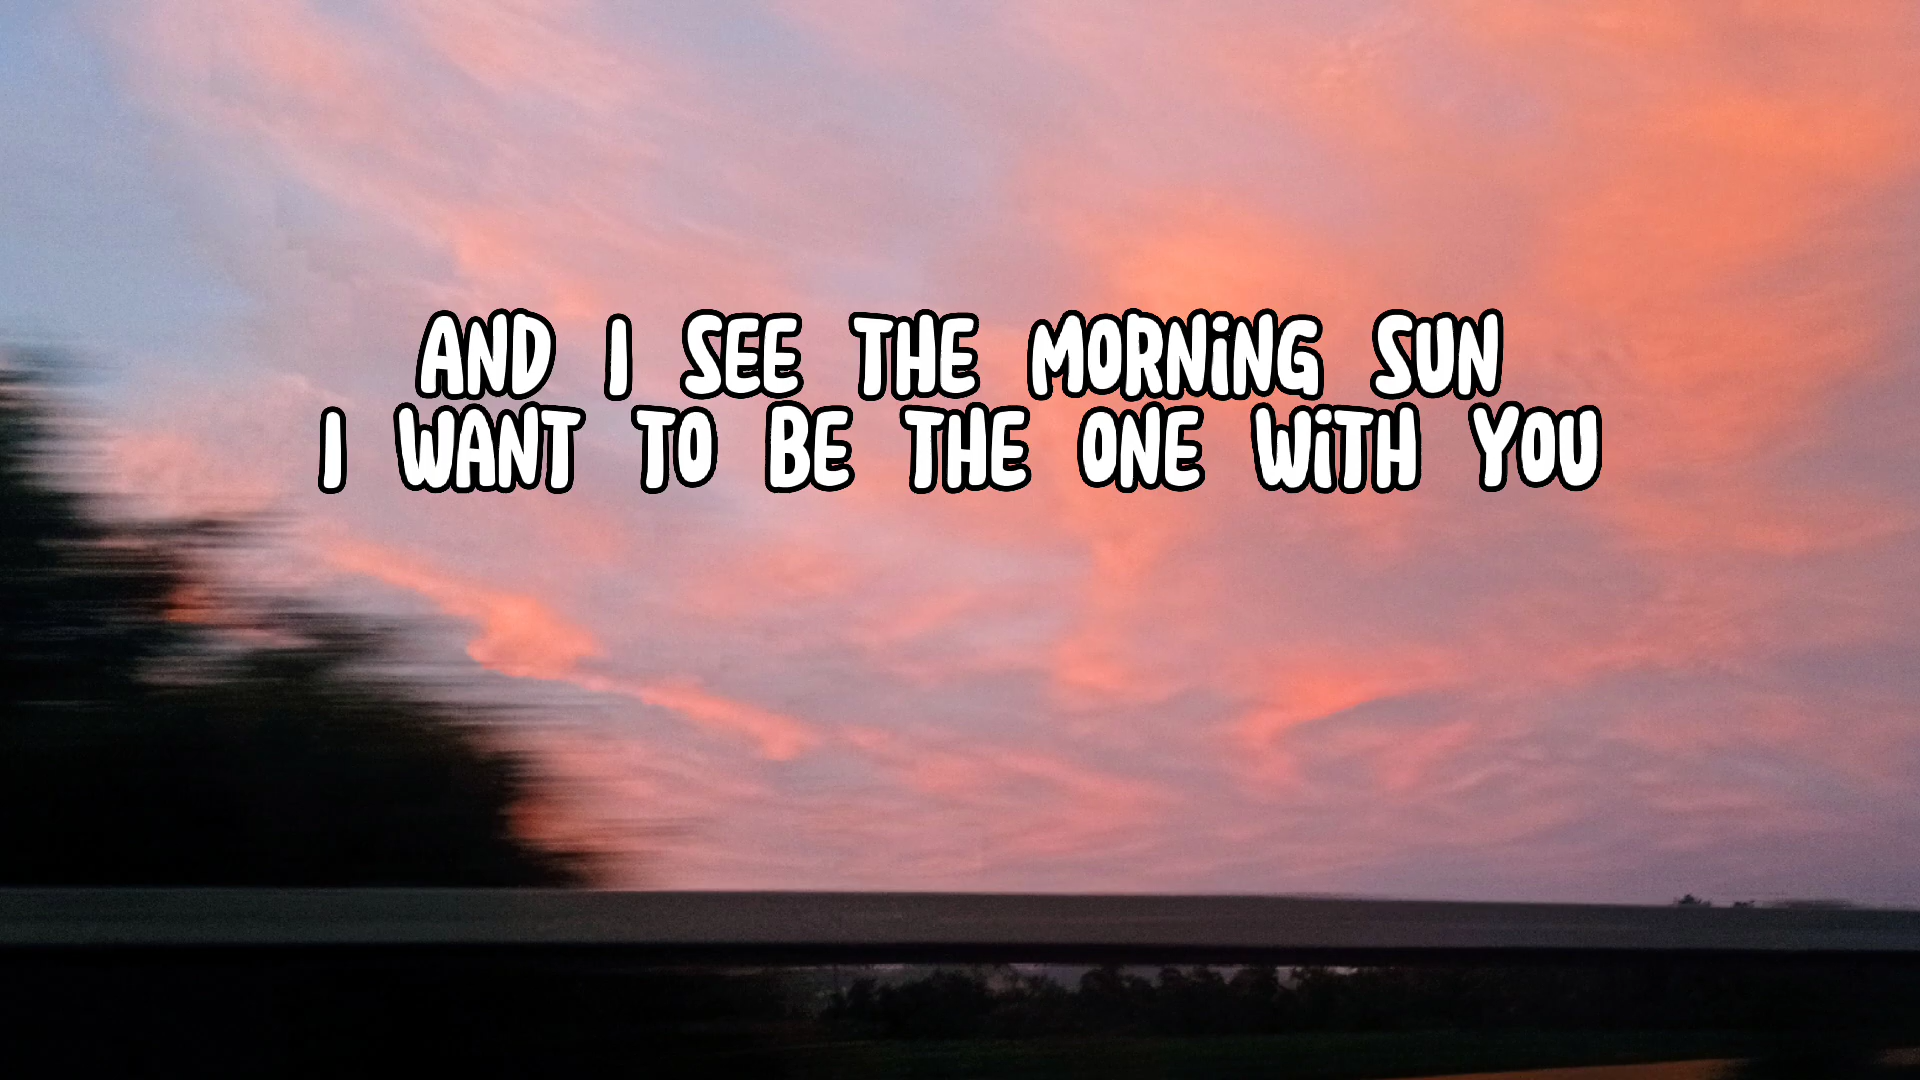 AND I SEE THE MORNiNG SUN
I WANT TO BE THE ONE WiTH YOU